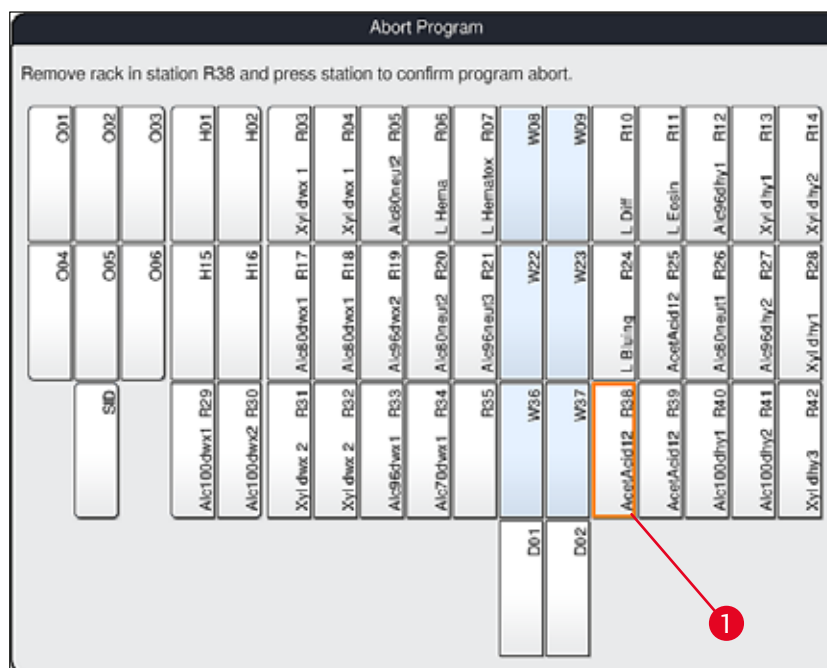 Abort Program
Remove rack in station R38 and press station to confirm program abort.
O01
O02
O03
H01
H02
Xyl dwx 1 R03
Xyl dwx 1 R04
Alc80neut2 R05
L Hema R06
L Hematox R07
W08
W09
L Diff R10
L Eosin R11
Alc96dhy1 R12
Xyl dhy1 R13
Xyl dhy2 R14
O04
O05
O06
H15
H16
Alc80dwx1 R17
Alc80dwx1 R18
Alc96dwx2 R19
Alc80neut2 R20
Alc96neut3 R21
W22
W23
L Bluing R24
AcetAcid12 R25
Alc80neut1 R26
Alc96dhy2 R27
Xyl dhy1 R28
SID
Alc100dwx1 R29
Alc100dwx2 R30
Xyl dwx 2 R31
Xyl dwx 2 R32
Alc96dwx1 R33
Alc70dwx1 R34
R35
W36
W37
AcetAcid12 R38
AcetAcid12 R39
Alc100dhy1 R40
Alc100dhy2 R41
Xyl dhy3 R42
D01
D02
1